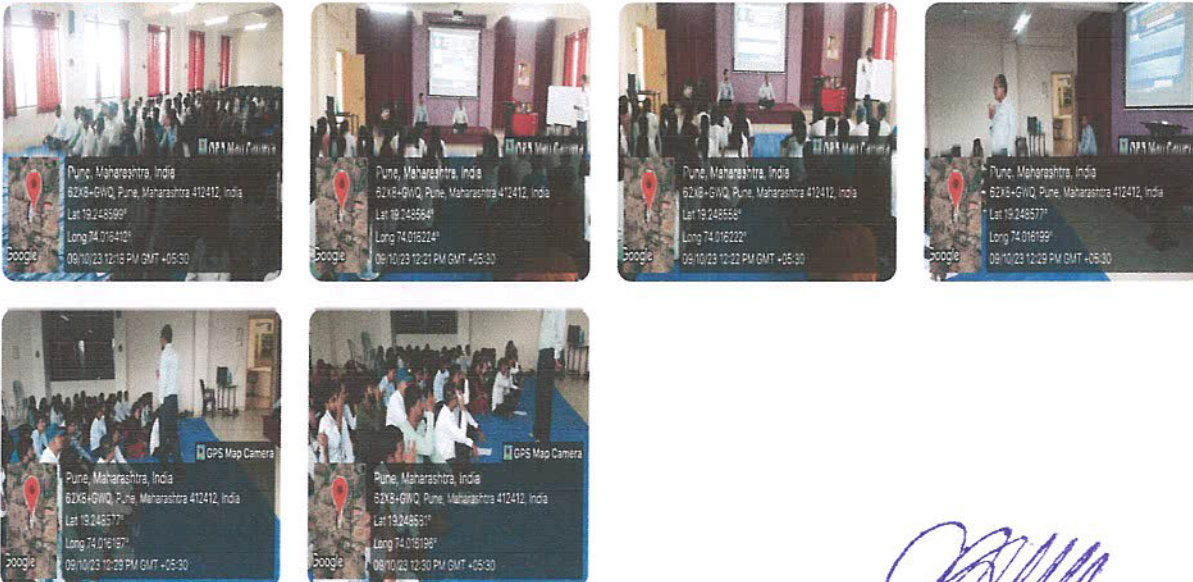 GPS Map Camera
Pune, Maharashtra, India
62X8+GWQ, Pune, Maharashtra 412412, India
Lat 19.248599°
Long 74.016412°
Google
09/10/23 12:18 PM GMT +05:30
GPS Map Camera
Pune, Maharashtra, India
62X8+GWQ, Pune, Maharashtra 412412, India
Lat 19.248564°
Long 74.016224°
Google
09/10/23 12:21 PM GMT +05:30
GPS Map Camera
Pune, Maharashtra, India
62X8+GWQ, Pune, Maharashtra 412412, India
Lat 19.248558°
Long 74.016222°
Google
09/10/23 12:22 PM GMT +05:30
GPS Map Camera
Pune, Maharashtra, India
62X8+GWQ, Pune, Maharashtra 412412, India
Lat 19.248577°
Long 74.016199°
Google
09/10/23 12:29 PM GMT +05:30
GPS Map Camera
Pune, Maharashtra, India
62X8+GWQ, Pune, Maharashtra 412412, India
Lat 19.248577°
Long 74.016197°
Google
09/10/23 12:29 PM GMT +05:30
GPS Map Camera
Pune, Maharashtra, India
62X8+GWQ, Pune, Maharashtra 412412, India
Lat 19.248581°
Long 74.016196°
Google
09/10/23 12:30 PM GMT +05:30